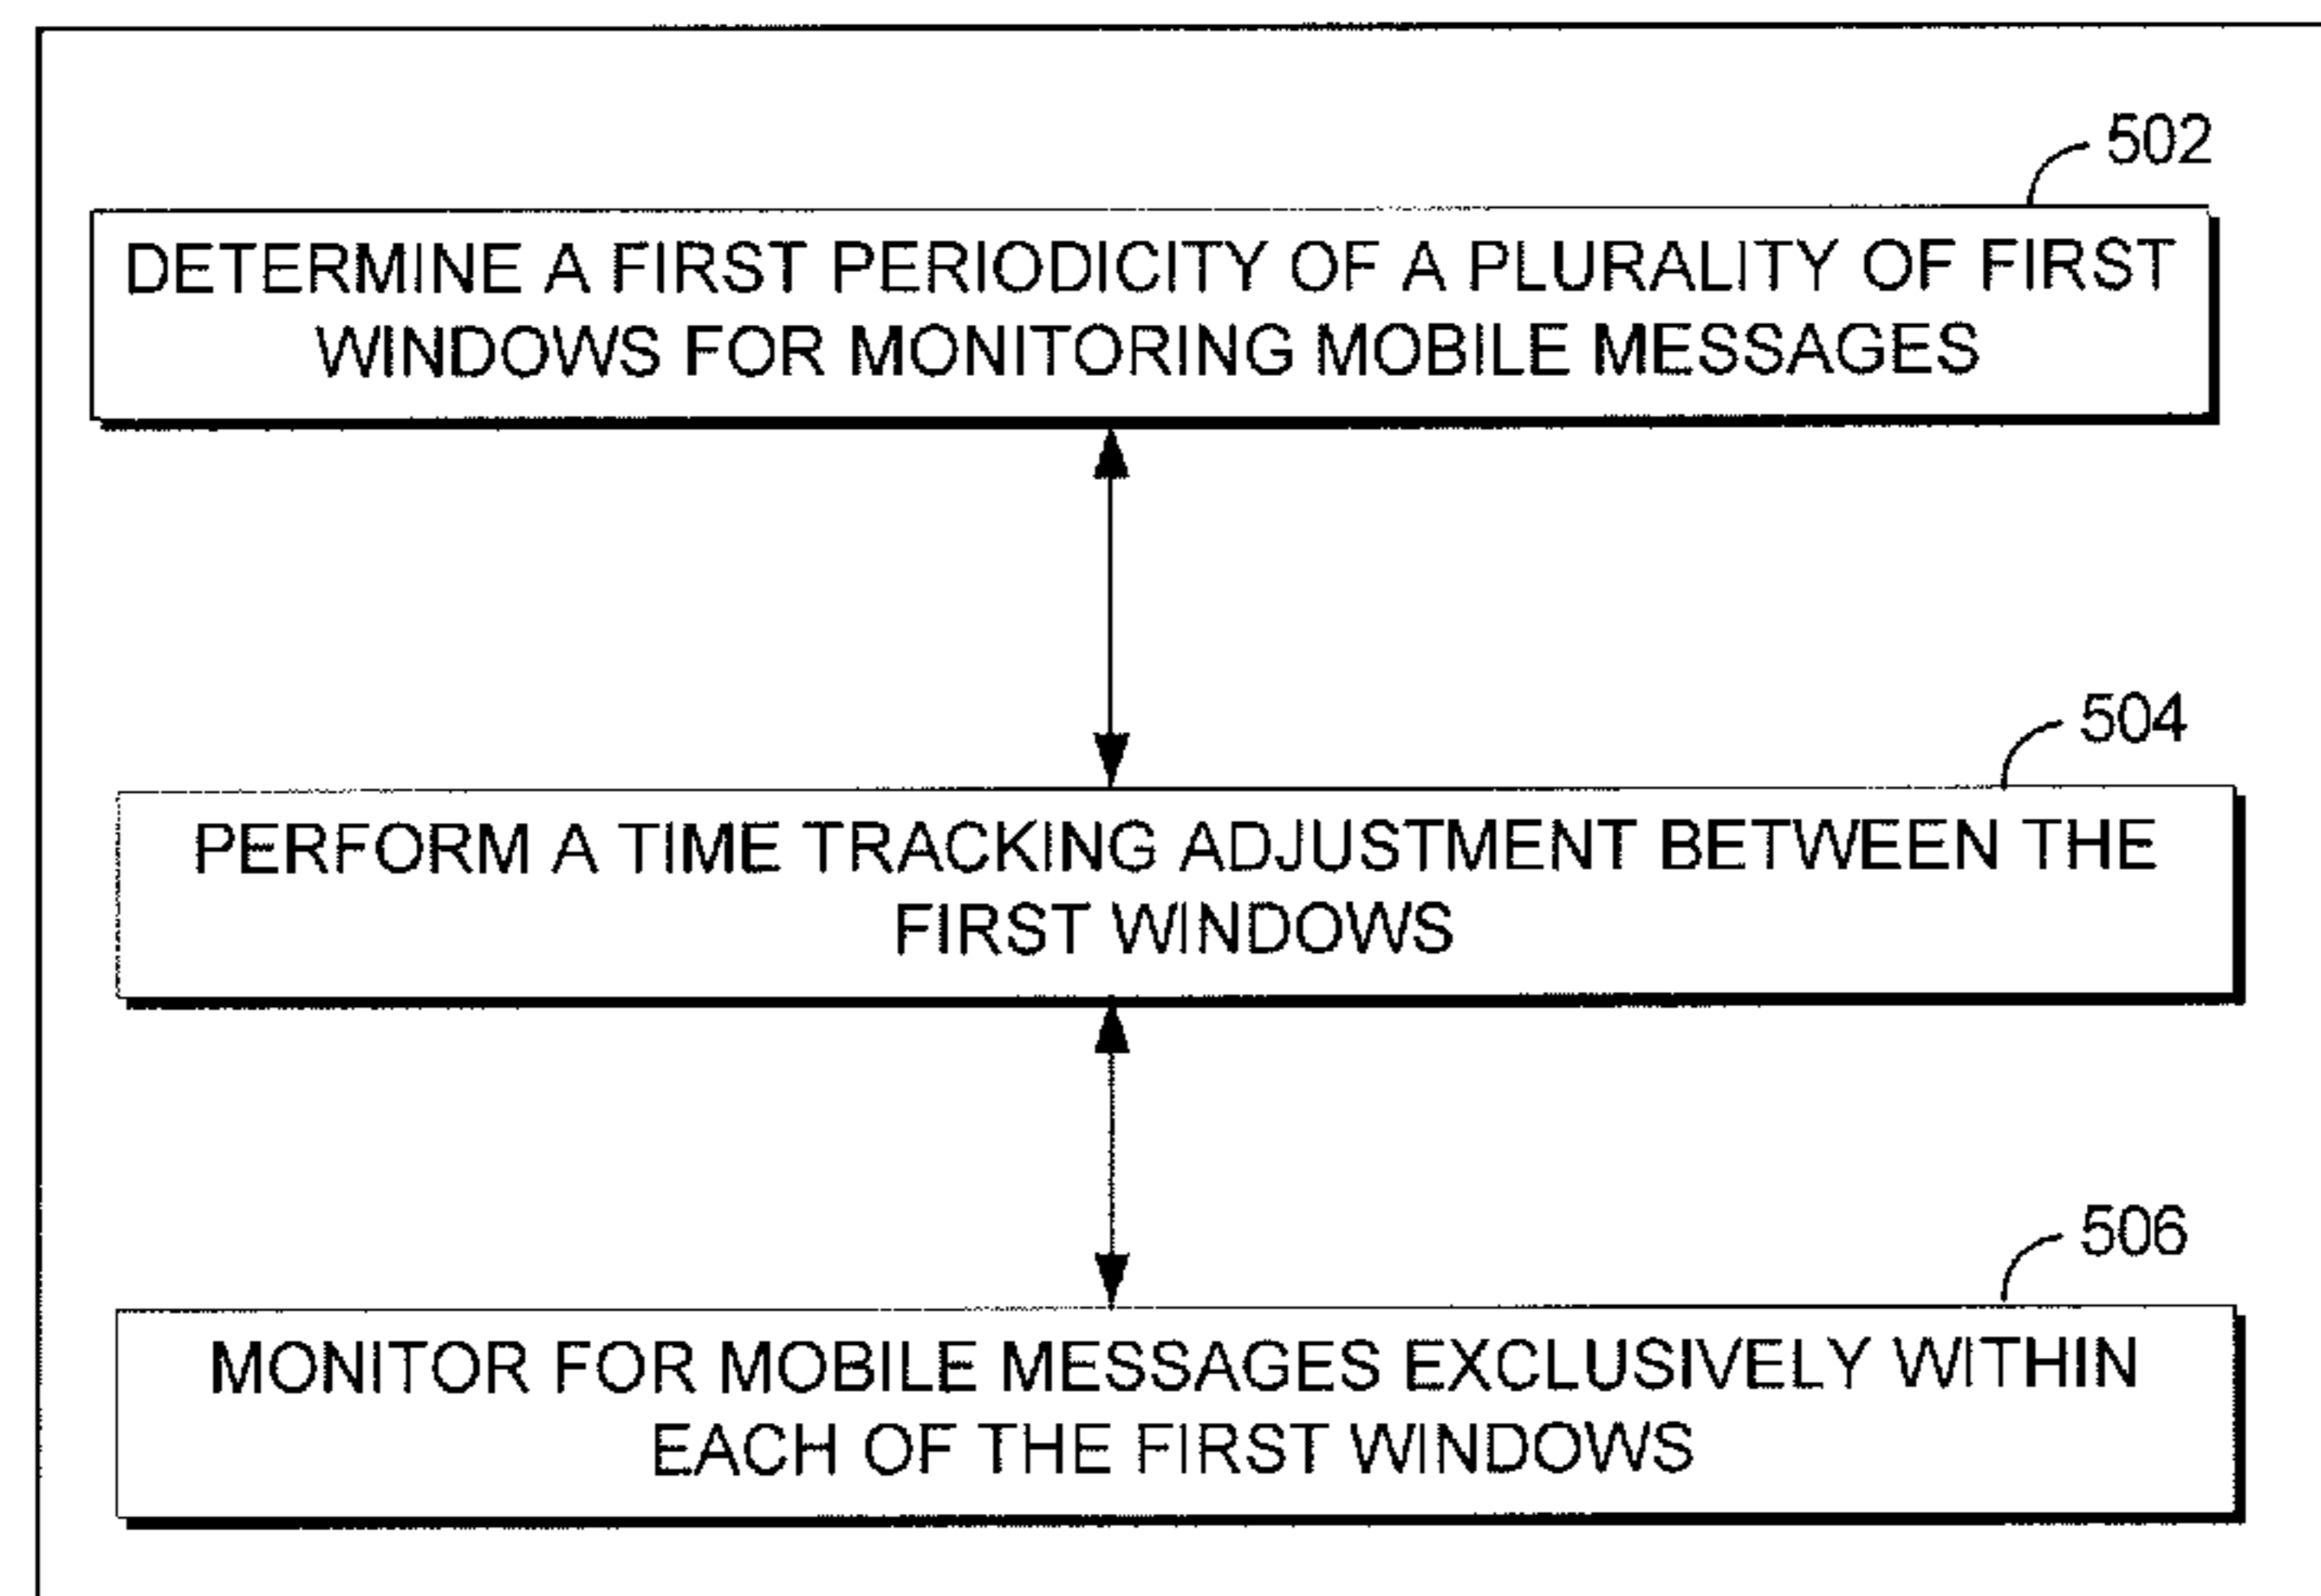 502
DETERMINE A FIRST PERIODICITY OF A PLURALITY OF FIRST
WINDOWS FOR MONITORING MOBILE MESSAGES
504
PERFORM A TIME TRACKING ADJUSTMENT BETWEEN THE
FIRST WINDOWS
506
MONITOR FOR MOBILE MESSAGES EXCLUSIVELY WITHIN
EACH OF THE FIRST WINDOWS